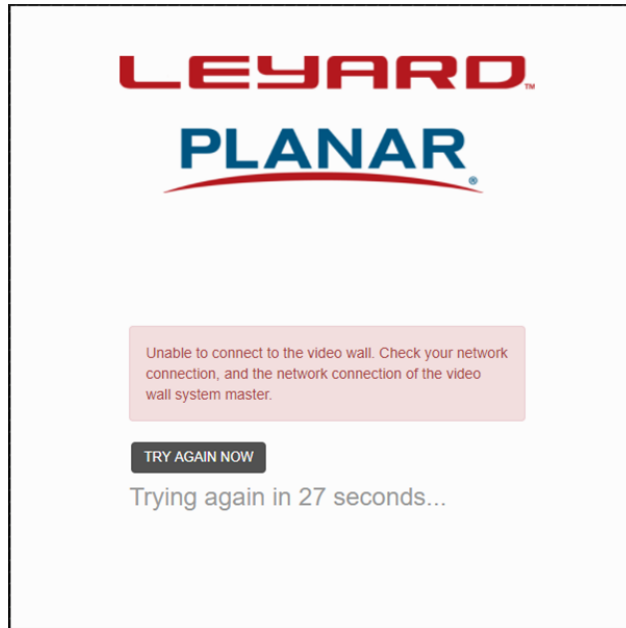 LEYARD™
PLANAR®
Unable to connect to the video wall. Check your network
connection, and the network connection of the video
wall system master.
TRY AGAIN NOW
Trying again in 27 seconds...